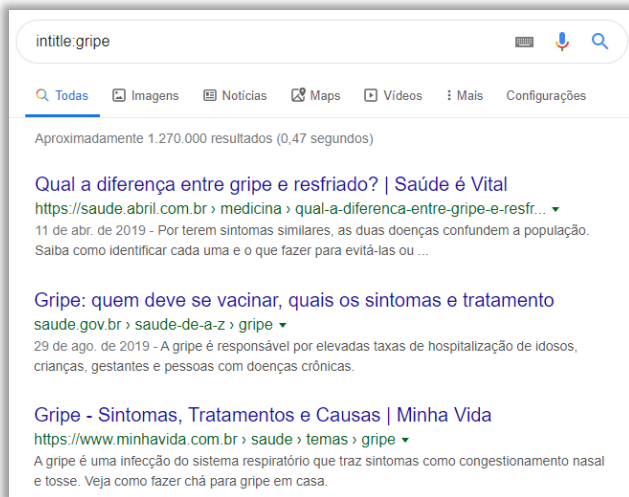 intitle:gripe
Todas Imagens Notícias Maps Vídeos Mais Configurações
Aproximadamente 1.270.000 resultados (0,47 segundos)
Qual a diferença entre gripe e resfriado? | Saúde é Vital
https://saude.abril.com.br › medicina › qual-a-diferenca-entre-gripe-e-resfr...
11 de abr. de 2019 - Por terem sintomas similares, as duas doenças confundem a população.
Saiba como identificar cada uma e o que fazer para evitá-las ou ...
Gripe: quem deve se vacinar, quais os sintomas e tratamento
saude.gov.br › saude-de-a-z › gripe
29 de ago. de 2019 - A gripe é responsável por elevadas taxas de hospitalização de idosos,
crianças, gestantes e pessoas com doenças crônicas.
Gripe - Sintomas, Tratamentos e Causas | Minha Vida
https://www.minhavida.com.br › saude › temas › gripe
A gripe é uma infecção do sistema respiratório que traz sintomas como congestionamento nasal
e tosse. Veja como fazer chá para gripe em casa.